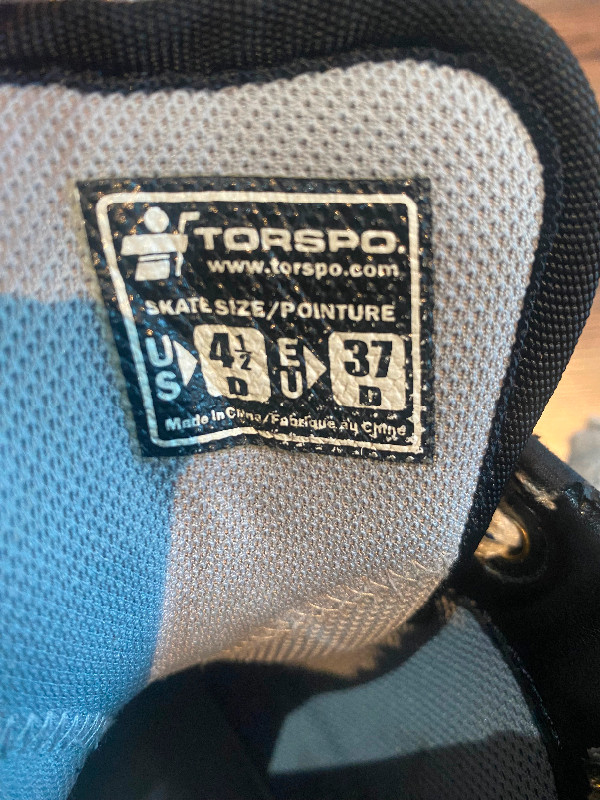 TORSPO.
www.torspo.com
SKATE SIZE/POINTURE
US 4½ D EU 37 D
Made in China/Fabriqué au Chine